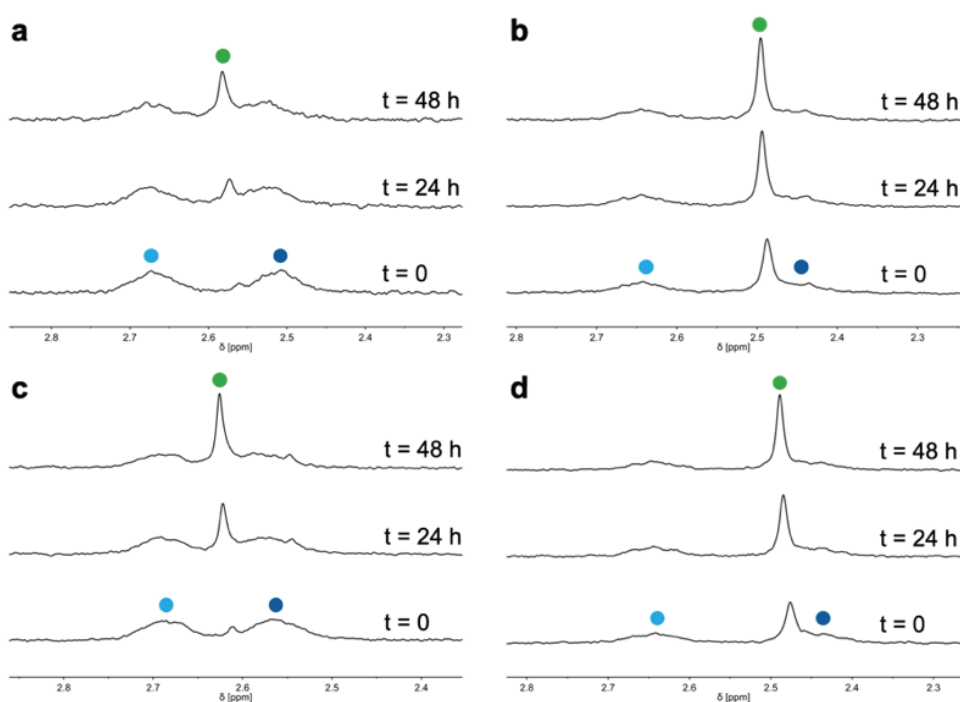 a
t = 48 h
t = 24 h
t = 0
2.8 2.7 2.6 2.5 2.4 2.3
δ [ppm]
b
t = 48 h
t = 24 h
t = 0
2.8 2.7 2.6 2.5 2.4 2.3
δ [ppm]
c
t = 48 h
t = 24 h
t = 0
2.8 2.7 2.6 2.5 2.4
δ [ppm]
d
t = 48 h
t = 24 h
t = 0
2.8 2.7 2.6 2.5 2.4 2.3
δ [ppm]